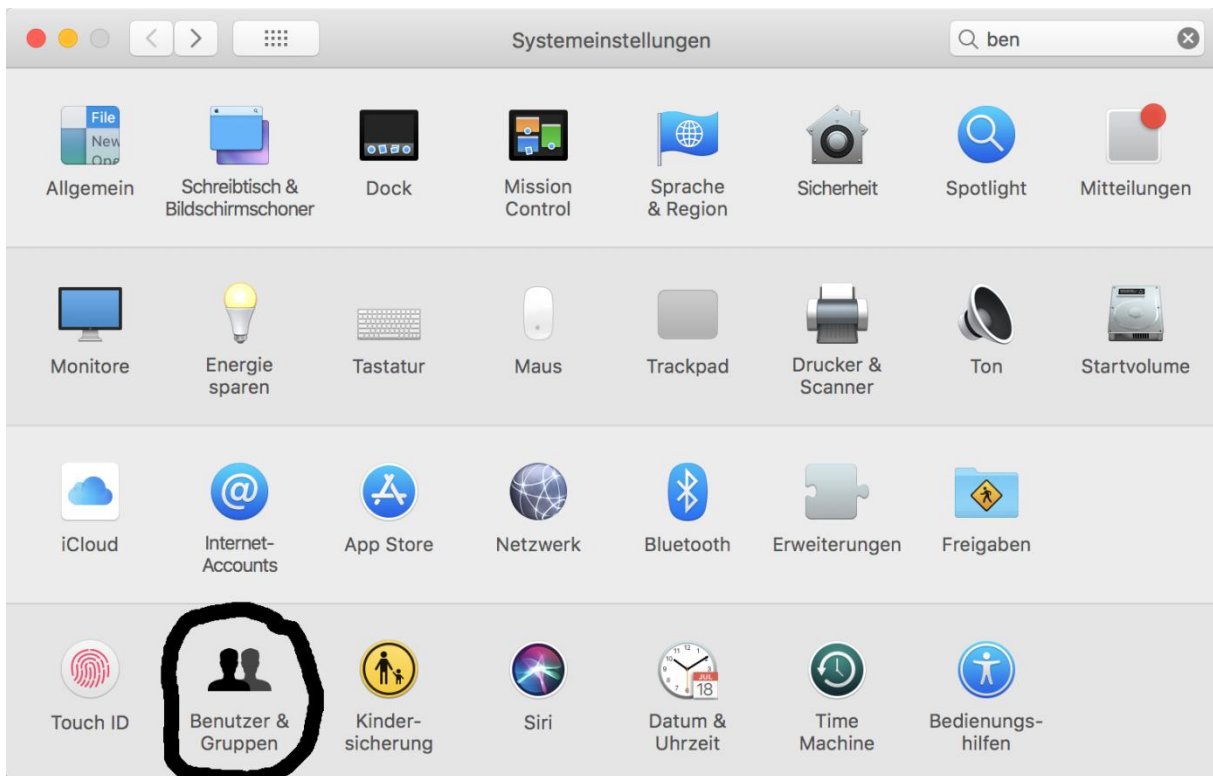 Systemeinstellungen
ben
File
New
One
Allgemein
Schreibtisch &
Bildschirmschoner
Dock
Mission
Control
Sprache
& Region
Sicherheit
Spotlight
Mitteilungen
Monitore
Energie
sparen
Tastatur
Maus
Trackpad
Drucker &
Scanner
Ton
Startvolume
iCloud
@
Internet-
Accounts
App Store
Netzwerk
Bluetooth
Erweiterungen
Freigaben
Touch ID
Benutzer &
Gruppen
Kinder-
sicherung
Siri
JUL
18
Datum &
Uhrzeit
Time
Machine
Bedienungs-
hilfen